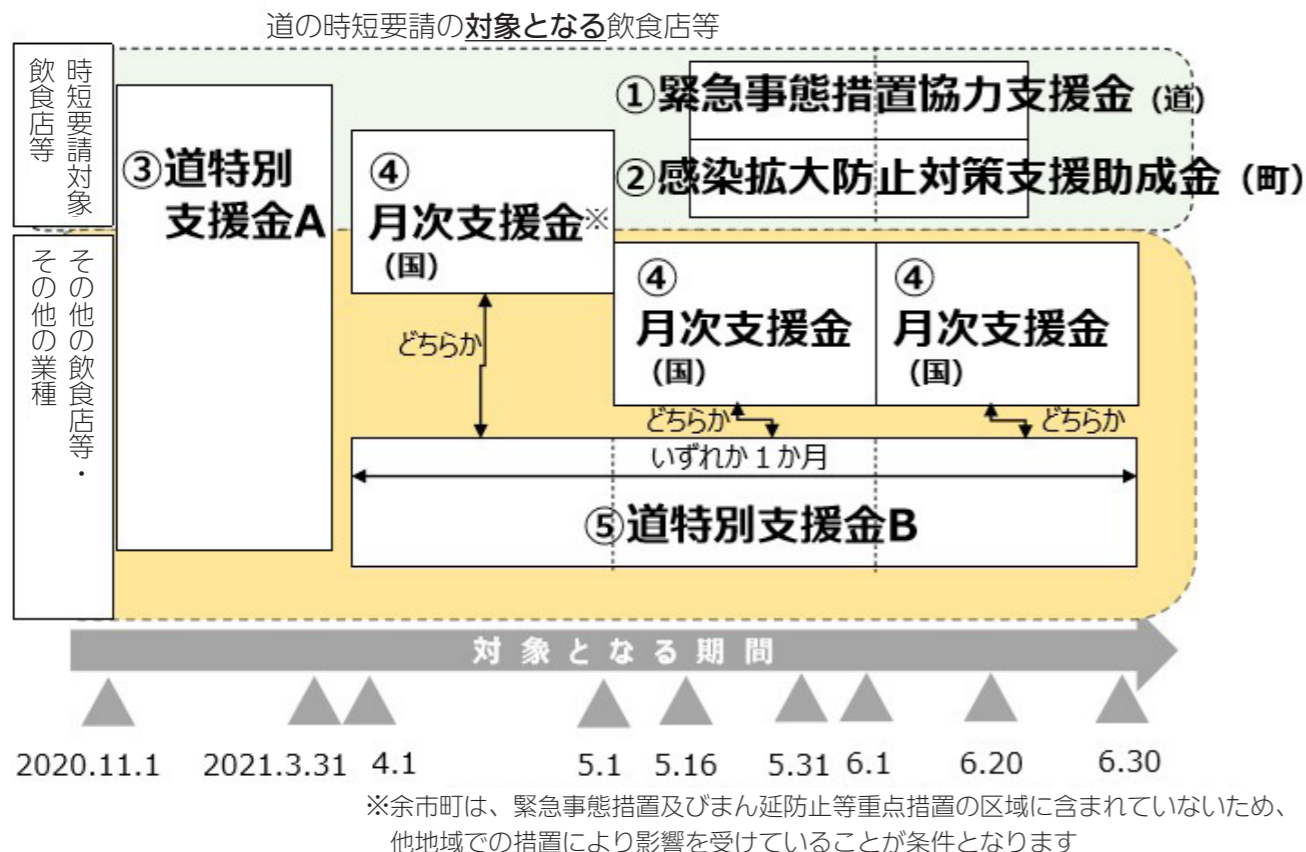 道の時短要請の対象となる飲食店等
時短要請対象
飲食店等
①緊急事態措置協力支援金(道)
②感染拡大防止対策支援助成金(町)
③道特別
支援金A
④
月次支援金※
(国)
その他の飲食店等・
その他の業種
④
月次支援金
(国)
④
月次支援金
(国)
どちらか
どちらか
どちらか
いずれか1か月
⑤道特別支援金B
対象となる期間
2020.11.1 2021.3.31 4.1 5.1 5.16 5.31 6.1 6.20 6.30
※余市町は、緊急事態措置及びまん延防止等重点措置の区域に含まれていないため、
他地域での措置により影響を受けていることが条件となります